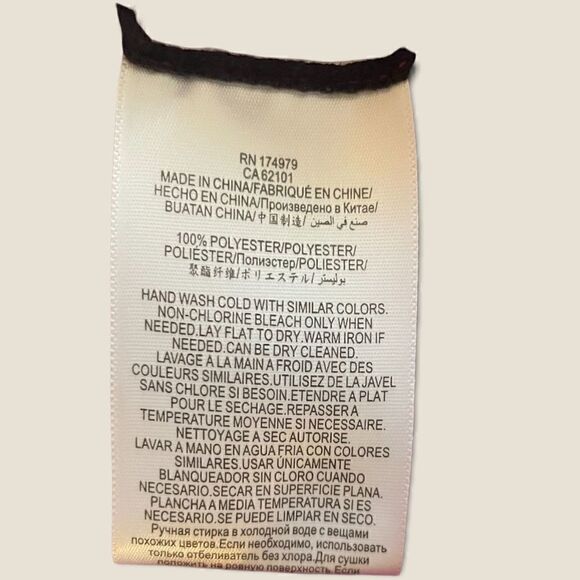 RN 174979
CA 62101
MADE IN CHINA/FABRIQUÉ EN CHINE/
HECHO EN CHINA/Произведено в Китае/
BUATAN CHINA/中国制造/ صنع في الصين/
100% POLYESTER/POLYESTER/
POLIÉSTER/Полиэстер/POLIESTER/
聚酯纤维/ポリエステル/بوليستر
HAND WASH COLD WITH SIMILAR COLORS.
NON-CHLORINE BLEACH ONLY WHEN
NEEDED.LAY FLAT TO DRY.WARM IRON IF
NEEDED.CAN BE DRY CLEANED.
LAVAGE A LA MAIN A FROID AVEC DES
COULEURS SIMILAIRES.UTILISEZ DE LA JAVEL
SANS CHLORE SI BESOIN.ETENDRE A PLAT
POUR LE SECHAGE.REPASSER A
TEMPERATURE MOYENNE SI NECESSAIRE.
NETTOYAGE A SEC AUTORISE.
LAVAR A MANO EN AGUA FRIA CON COLORES
SIMILARES.USAR ÚNICAMENTE
BLANQUEADOR SIN CLORO CUANDO
NECESARIO.SECAR EN SUPERFICIE PLANA.
PLANCHA A MEDIA TEMPERATURA SI ES
NECESARIO.SE PUEDE LIMPIAR EN SECO.
Ручная стирка в холодной воде с вещами
похожих цветов.Если необходимо, использовать
только отбеливатель без хлора.Для сушки
положить на ровную поверхность.Если